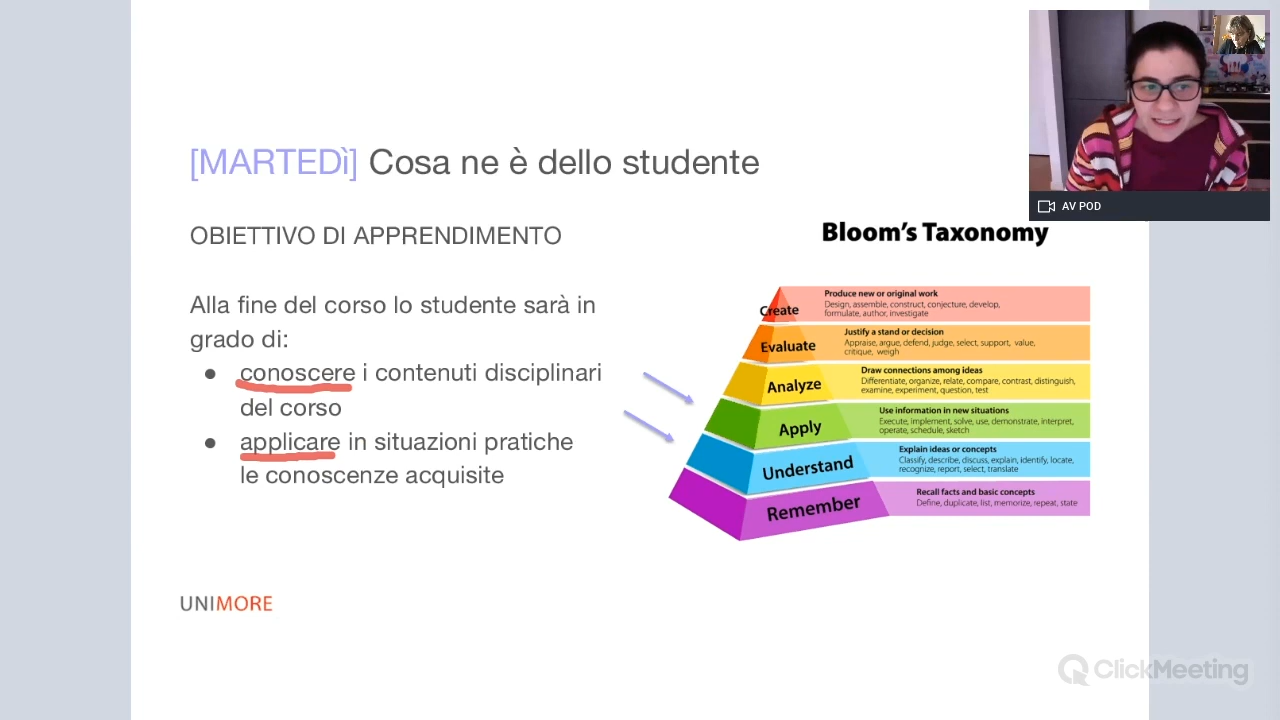 [MARTEDÌ] Cosa ne è dello studente
OBIETTIVO DI APPRENDIMENTO
Alla fine del corso lo studente sarà in
grado di:
● conoscere i contenuti disciplinari
del corso
● applicare in situazioni pratiche
le conoscenze acquisite
UNIMORE
AV POD
Bloom's Taxonomy
Create
Produce new or original work
Design, assemble, construct, conjecture, develop,
formulate, author, investigate
Evaluate
Justify a stand or decision
Appraise, argue, defend, judge, select, support, value,
critique, weigh
Analyze
Draw connections among ideas
Differentiate, organize, relate, compare, contrast, distinguish,
examine, experiment, question, test
Apply
Use information in new situations
Execute, implement, solve, use, demonstrate, interpret,
operate, schedule, sketch
Understand
Explain ideas or concepts
Classify, describe, discuss, explain, identify, locate,
recognize, report, select, translate
Remember
Recall facts and basic concepts
Define, duplicate, list, memorize, repeat, state
ClickMeeting